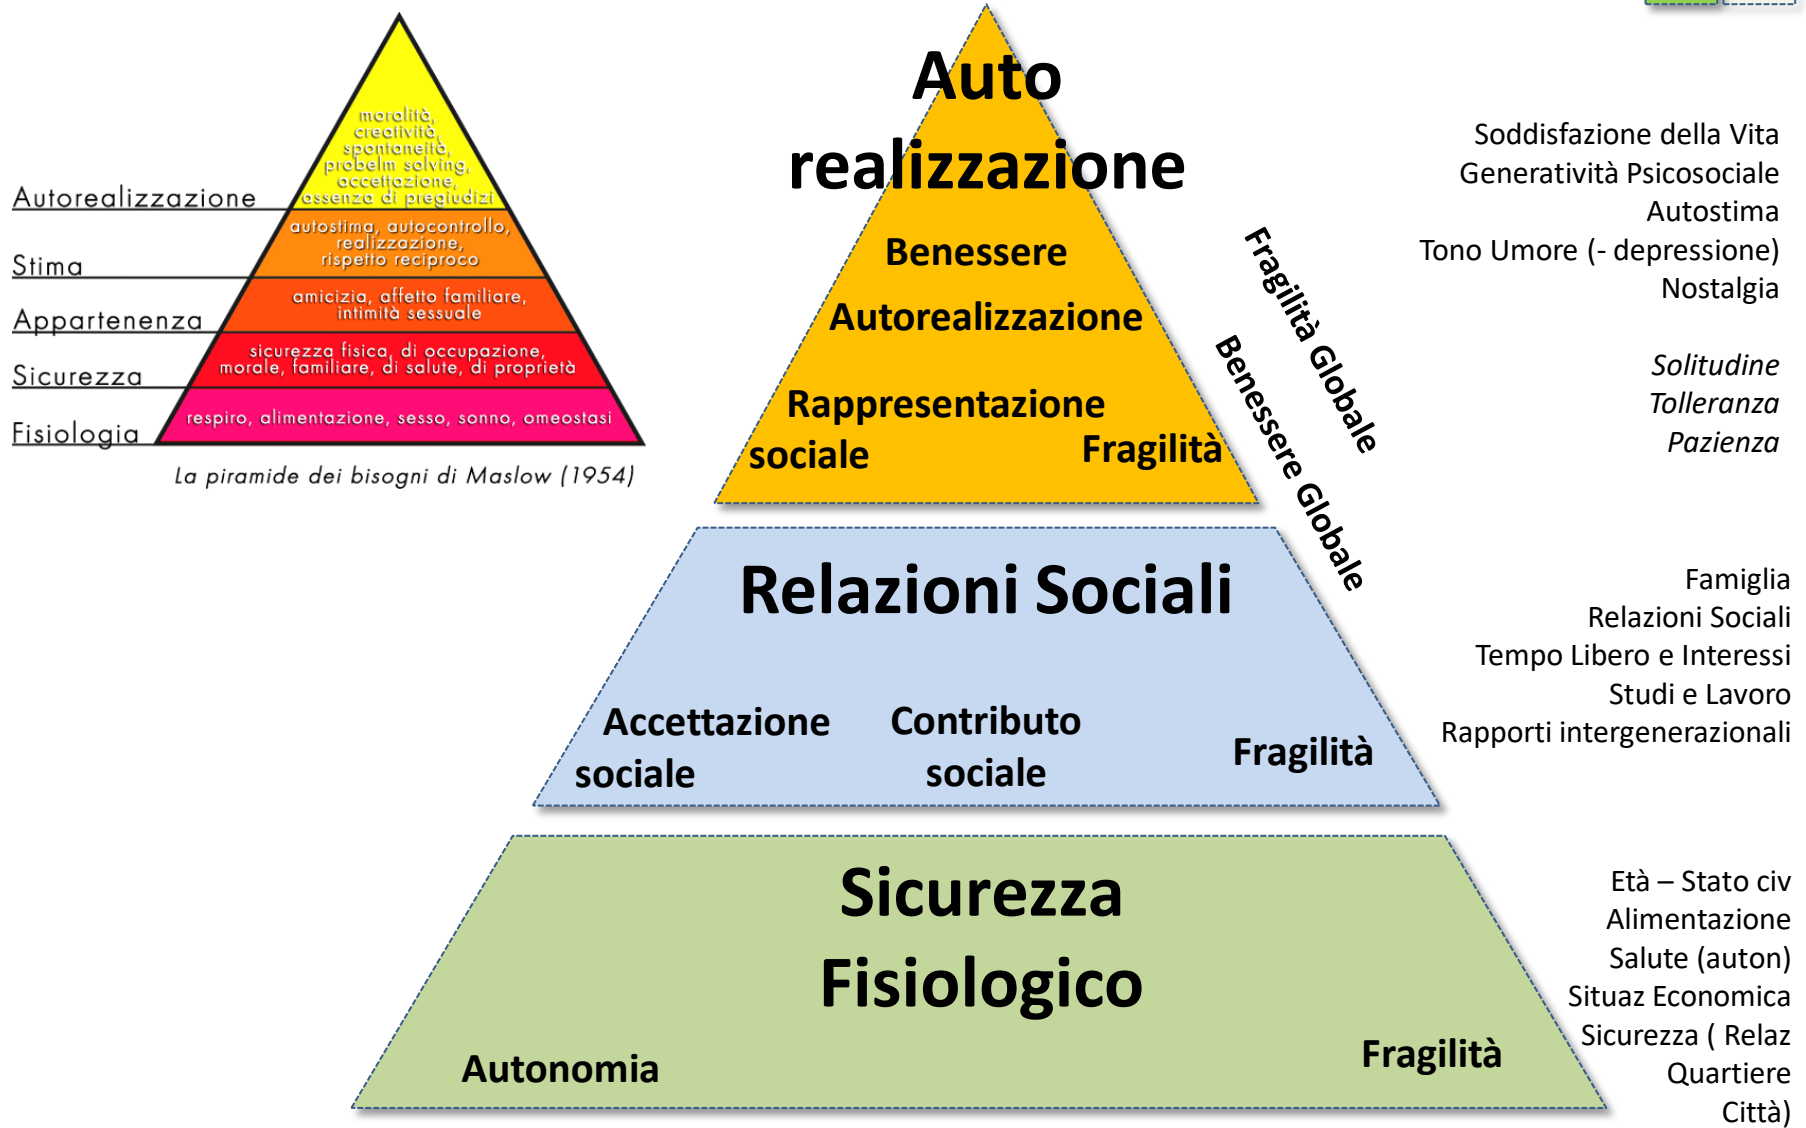 moralità,
creatività,
spontaneità,
probelm solving,
accettazione,
assenza di pregiudizi
Autorealizzazione
autostima, autocontrollo,
realizzazione,
rispetto reciproco
Stima
amicizia, affetto familiare,
intimità sessuale
Appartenenza
sicurezza fisica, di occupazione,
morale, familiare, di salute, di proprietà
Sicurezza
respiro, alimentazione, sesso, sonno, omeostasi
Fisiologia
La piramide dei bisogni di Maslow (1954)
Auto
realizzazione
Benessere
Autorealizzazione
Rappresentazione
sociale
Fragilità
Fragilità Globale
Benessere Globale
Soddisfazione della Vita
Generatività Psicosociale
Autostima
Tono Umore (- depressione)
Nostalgia
Solitudine
Tolleranza
Pazienza
Relazioni Sociali
Accettazione
sociale
Contributo
sociale
Fragilità
Famiglia
Relazioni Sociali
Tempo Libero e Interessi
Studi e Lavoro
Rapporti intergenerazionali
Sicurezza
Fisiologico
Autonomia
Fragilità
Età – Stato civ
Alimentazione
Salute (auton)
Situaz Economica
Sicurezza ( Relaz
Quartiere
Città)